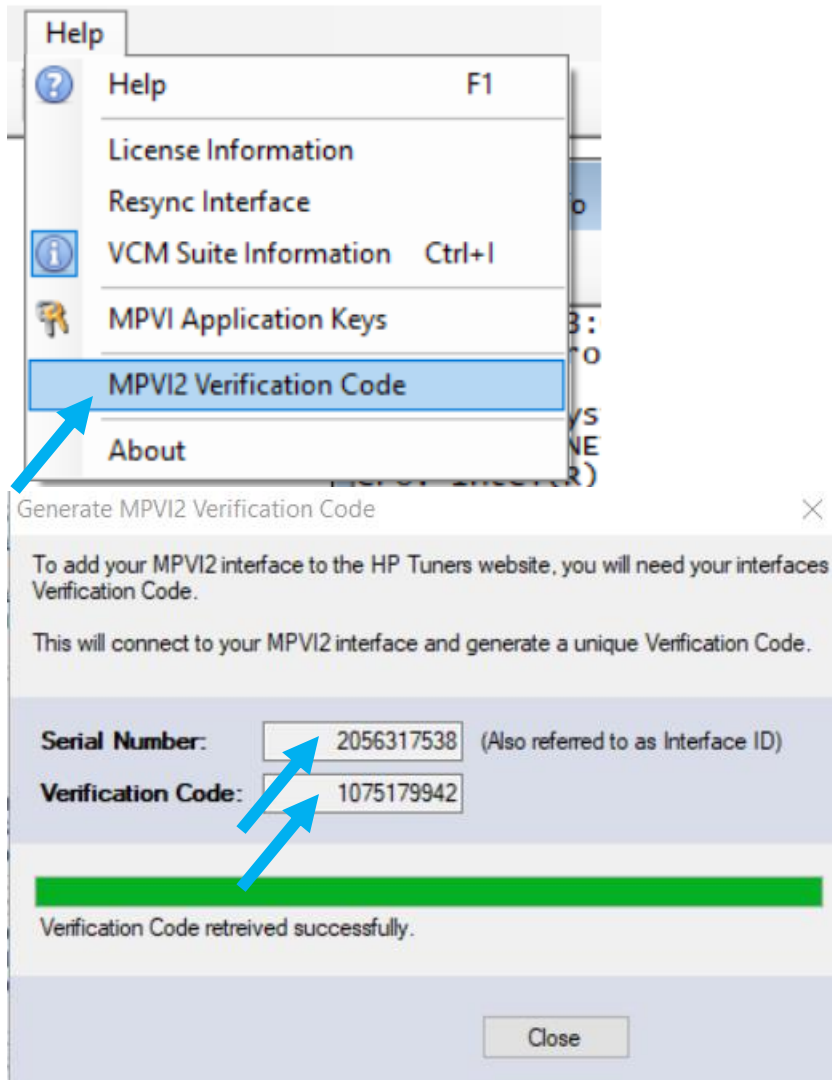 Help
Help F1
License Information
Resync Interface
VCM Suite Information Ctrl+I
MPVI Application Keys
MPVI2 Verification Code
About
Generate MPVI2 Verification Code
To add your MPVI2 interface to the HP Tuners website, you will need your interfaces
Verification Code.
This will connect to your MPVI2 interface and generate a unique Verification Code.
Serial Number: 2056317538 (Also referred to as Interface ID)
Verification Code: 1075179942
Verification Code retreived successfully.
Close